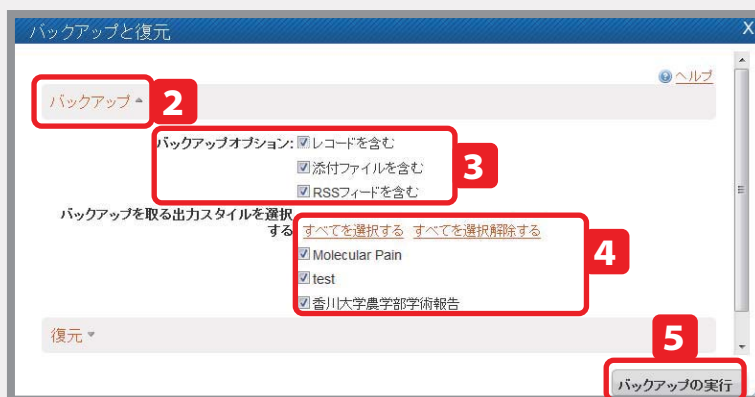 バックアップと復元 X
ヘルプ
バックアップ 2
バックアップオプション: レコードを含む
添付ファイルを含む 3
RSSフィードを含む
バックアップを取る出力スタイルを選択
する すべてを選択する すべてを選択解除する
Molecular Pain 4
test
香川大学農学部学術報告
復元 5
バックアップの実行